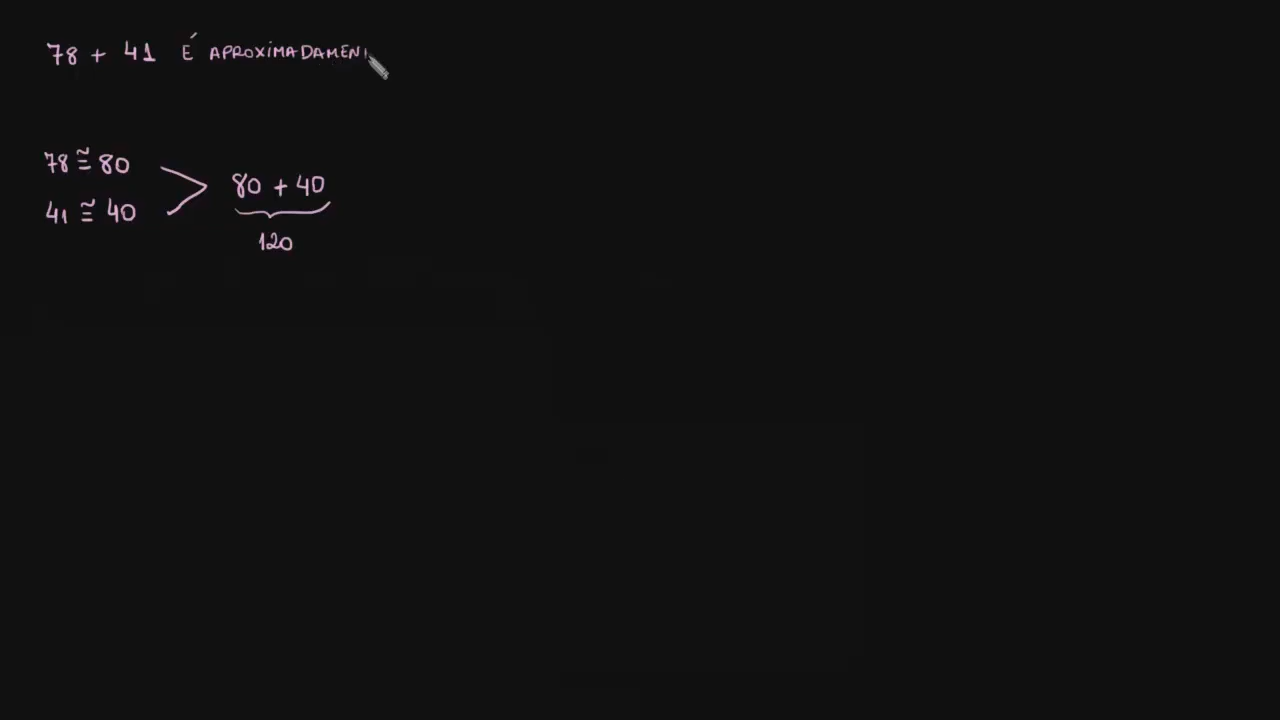 78 + 41 É APROXIMADAMEN
78 ≅ 80
41 ≅ 40
80 + 40
120